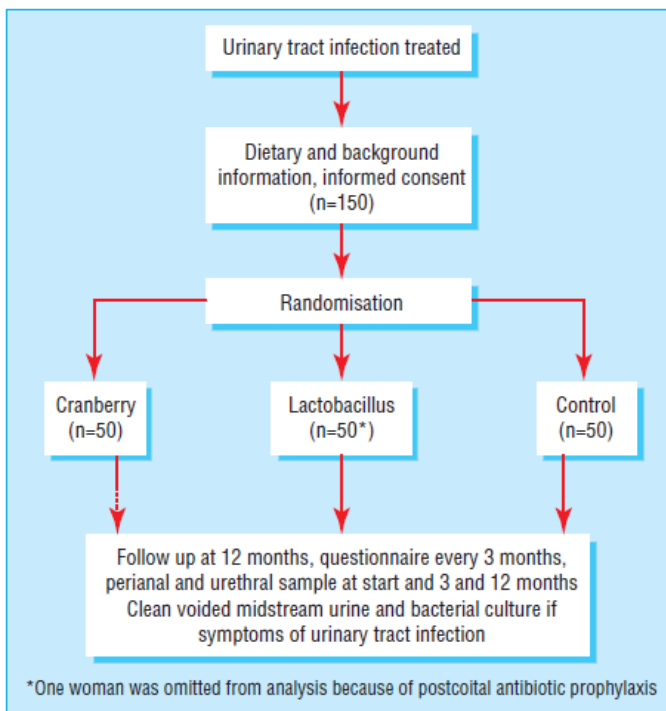 Urinary tract infection treated
Dietary and background
information, informed consent
(n=150)
Randomisation
Cranberry
(n=50)
Lactobacillus
(n=50*)
Control
(n=50)
Follow up at 12 months, questionnaire every 3 months,
perianal and urethral sample at start and 3 and 12 months
Clean voided midstream urine and bacterial culture if
symptoms of urinary tract infection
*One woman was omitted from analysis because of postcoital antibiotic prophylaxis